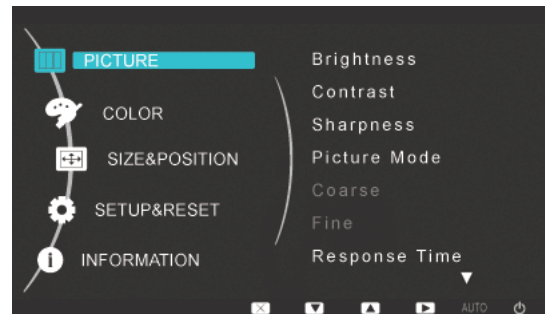 PICTURE
COLOR
SIZE&POSITION
SETUP&RESET
INFORMATION
Brightness
Contrast
Sharpness
Picture Mode
Coarse
Fine
Response Time
AUTO